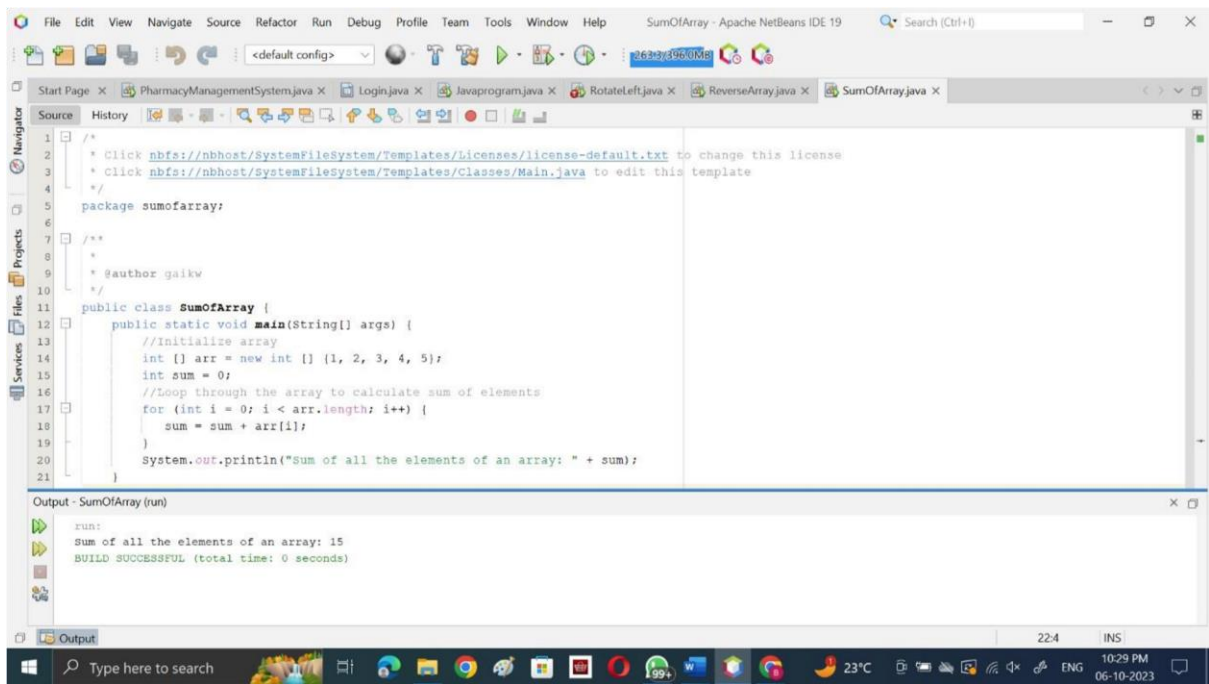 File Edit View Navigate Source Refactor Run Debug Profile Team Tools Window Help SumOfArray - Apache NetBeans IDE 19 Search (Ctrl+I)
<default config> 263.3/396.0MB
Start Page PharmacyManagementSystem.java Login.java Javaprogram.java RotateLeft.java ReverseArray.java SumOfArray.java
Source History
Navigator
Projects
Files
Services
1 /*
2 * Click nbfs://nbhost/SystemFileSystem/Templates/Licenses/license-default.txt to change this license
3 * Click nbfs://nbhost/SystemFileSystem/Templates/Classes/Main.java to edit this template
4 */
5 package sumofarray;
6
7 /**
8 *
9 * @author gaikw
10 */
11 public class SumOfArray {
12 public static void main(String[] args) {
13 //Initialize array
14 int [] arr = new int [] {1, 2, 3, 4, 5};
15 int sum = 0;
16 //Loop through the array to calculate sum of elements
17 for (int i = 0; i < arr.length; i++) {
18 sum = sum + arr[i];
19 }
20 System.out.println("Sum of all the elements of an array: " + sum);
21 }
Output - SumOfArray (run)
run:
Sum of all the elements of an array: 15
BUILD SUCCESSFUL (total time: 0 seconds)
Output
22:4 INS
Type here to search 99+ W 23°C ENG 10:29 PM
06-10-2023